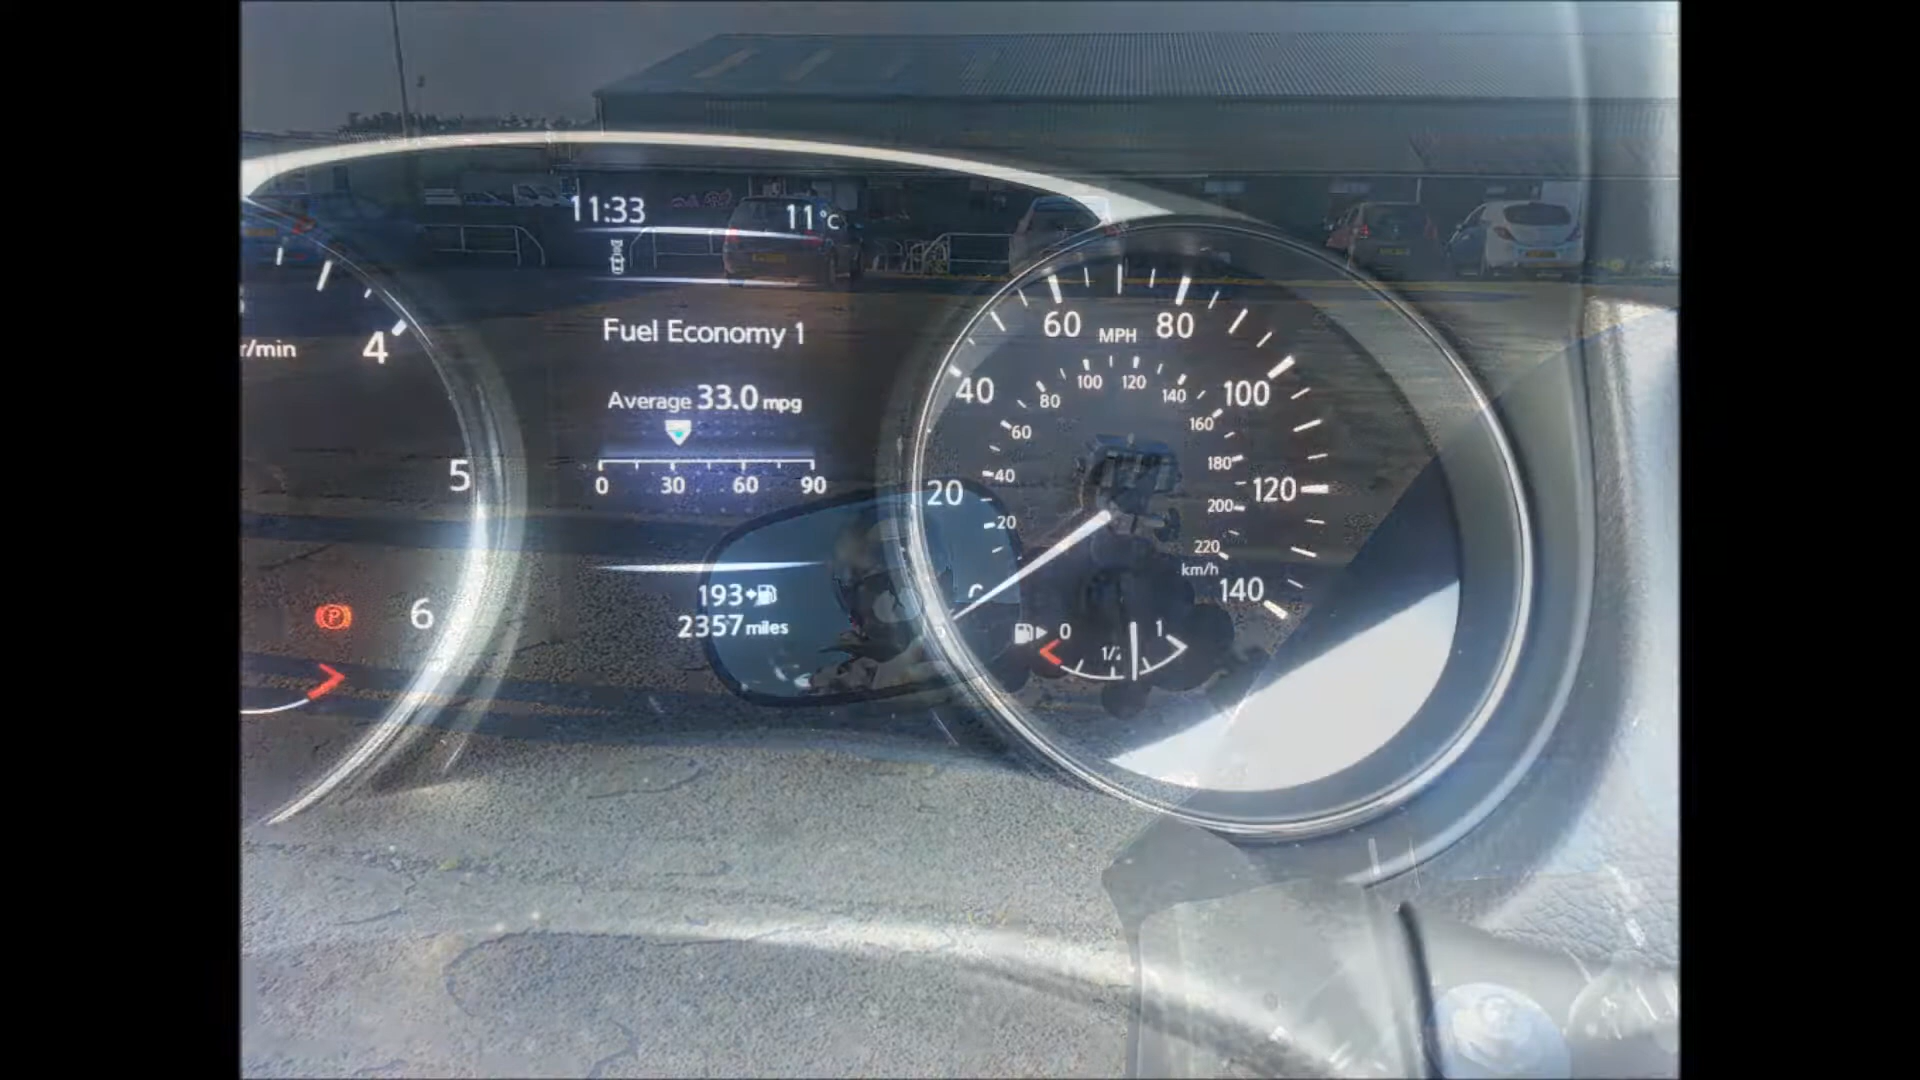 11:33 11°C
Fuel Economy 1
Average 33.0 mpg
0 30 60 90
193
2357 miles
r/min
4
5
6
P
MPH
20 40 60 80 100 120 140
20 40 60 80 100 120 140 160 180 200 220
km/h
0 1/2 1